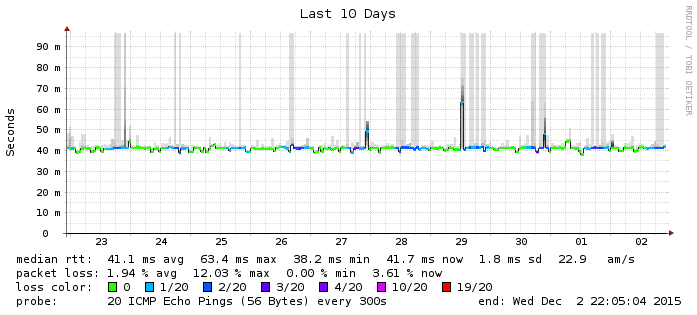 Last 10 Days
RRDTOOL / TOBI OETIKER
Seconds
90 m
80 m
70 m
60 m
50 m
40 m
30 m
20 m
10 m
0
23 24 25 26 27 28 29 30 01 02
median rtt: 41.1 ms avg 63.4 ms max 38.2 ms min 41.7 ms now 1.8 ms sd 22.9 am/s
packet loss: 1.94 % avg 12.03 % max 0.00 % min 3.61 % now
loss color: 0 1/20 2/20 3/20 4/20 10/20 19/20
probe: 20 ICMP Echo Pings (56 Bytes) every 300s end: Wed Dec 2 22:05:04 2015